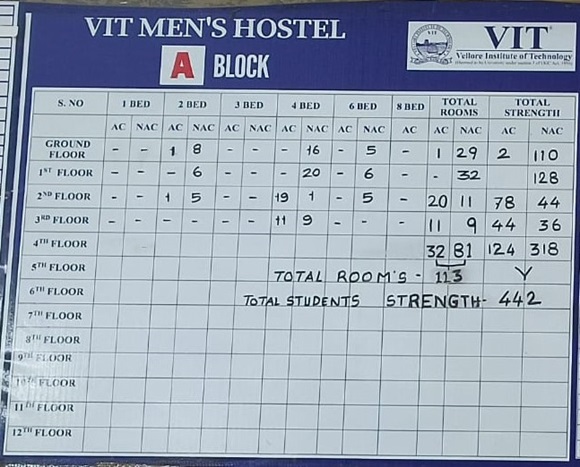 VIT MEN'S HOSTEL
A BLOCK
VIT
Vellore Institute of Technology
S. NO 1 BED 2 BED 3 BED 4 BED 6 BED 8 BED TOTAL ROOMS TOTAL STRENGTH
AC NAC AC NAC AC NAC AC NAC AC NAC AC AC NAC AC NAC
GROUND FLOOR - - 1 8 - - - 16 - 5 - 1 29 2 110
1ST FLOOR - - - 6 - - - 20 - 6 - - 32 128
2ND FLOOR - - 1 5 - - 19 1 - 5 - 20 11 78 44
3RD FLOOR - - - - - - 11 9 - - - 11 9 44 36
4TH FLOOR 32 81 124 318
5TH FLOOR TOTAL ROOM'S - 113
6TH FLOOR TOTAL STUDENTS STRENGTH - 442
7TH FLOOR
8TH FLOOR
9TH FLOOR
10TH FLOOR
11TH FLOOR
12TH FLOOR